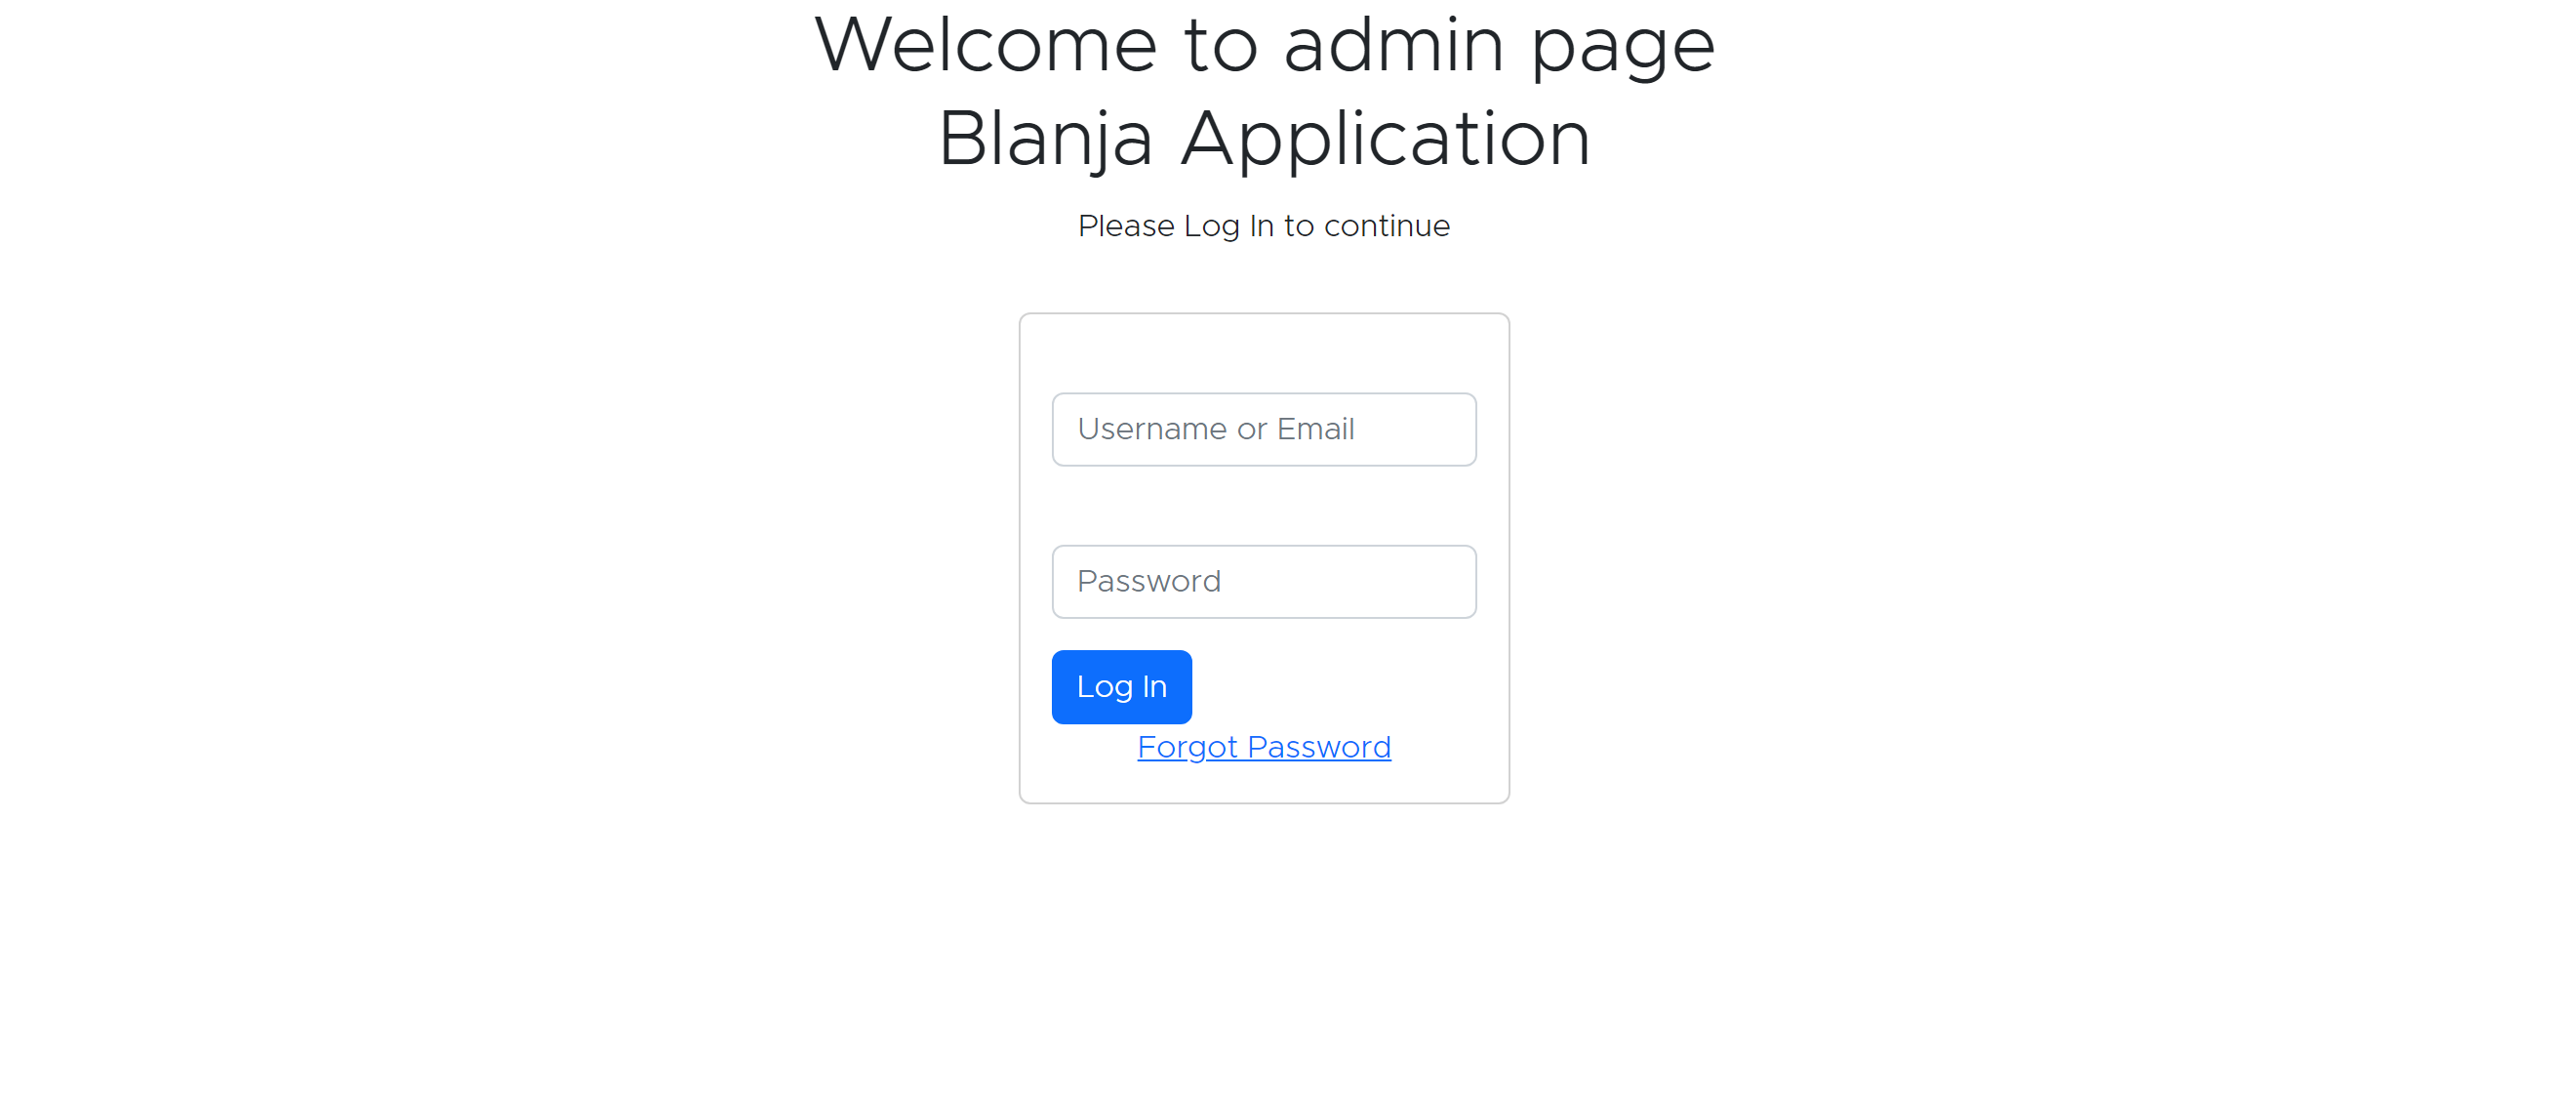 Welcome to admin page
Blanja Application
Please Log In to continue
Username or Email
Password
Log In
Forgot Password